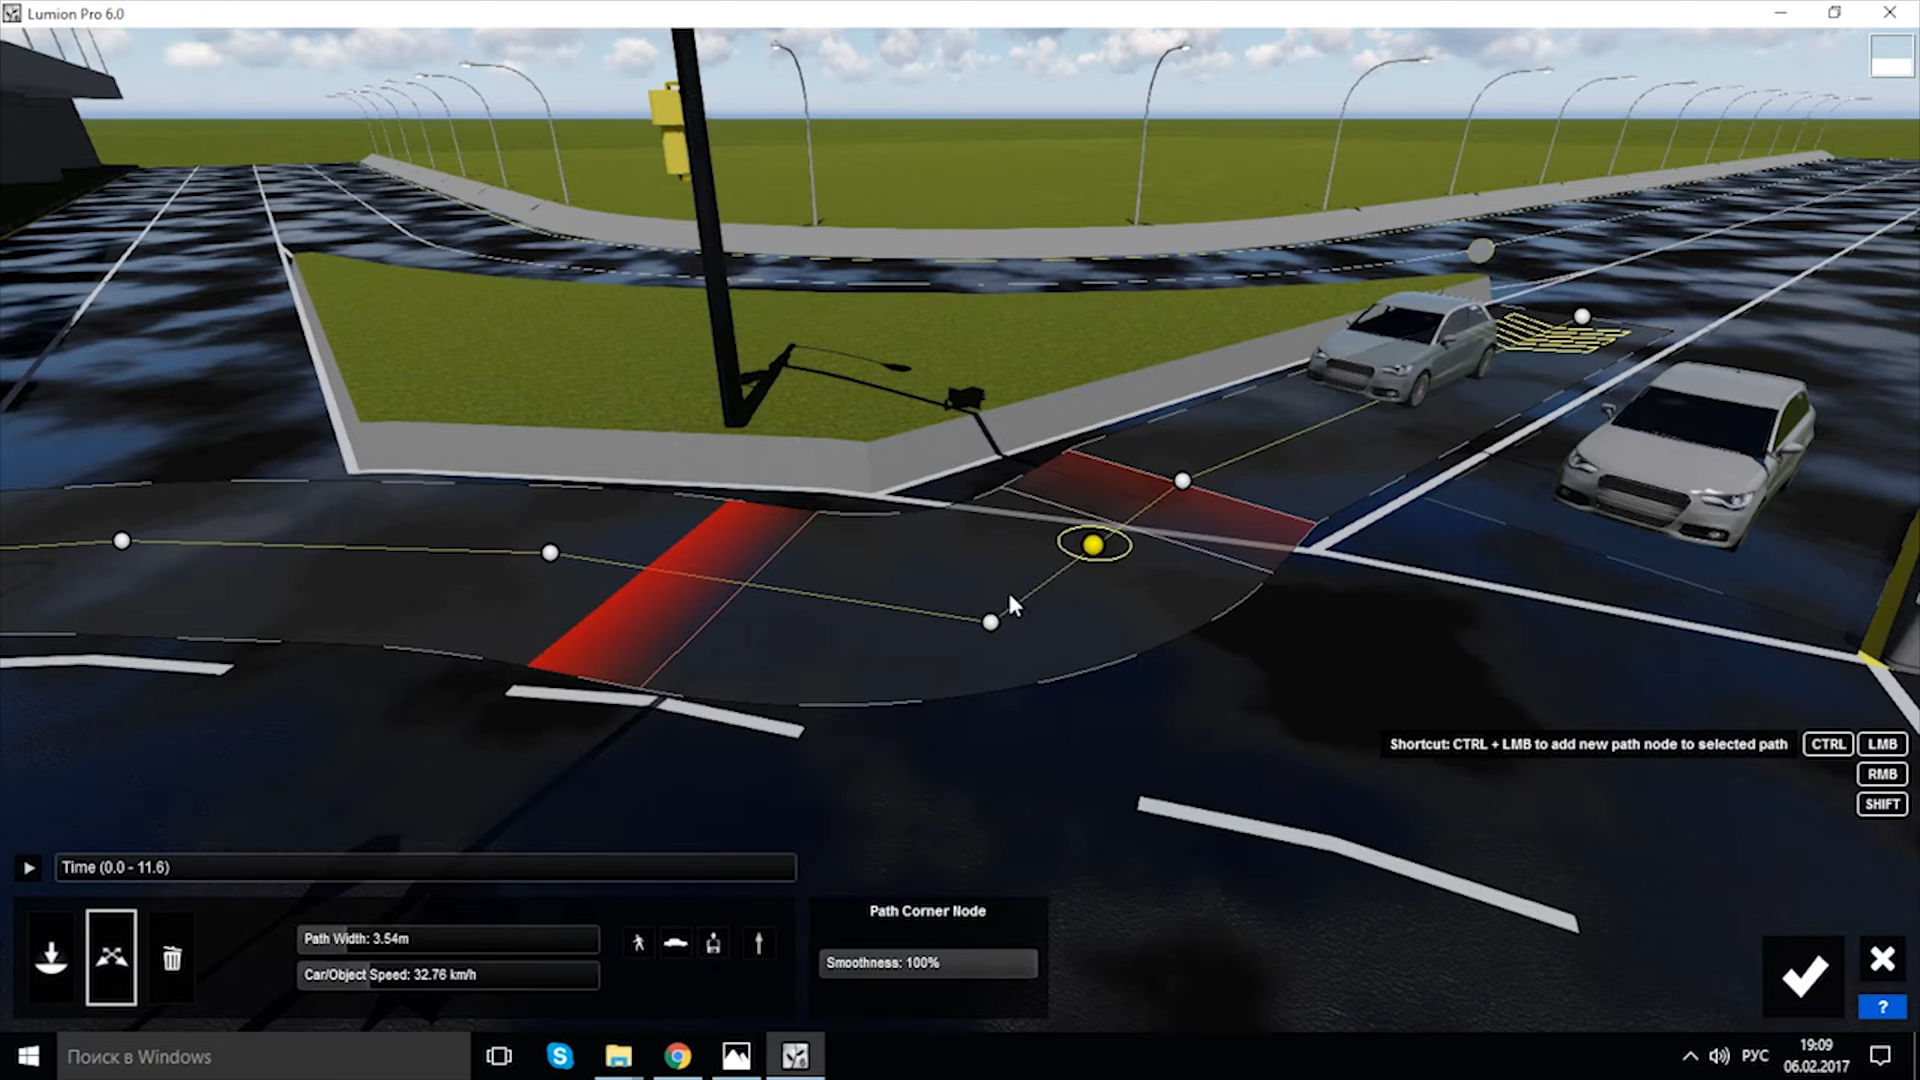 Lumion Pro 6.0
Shortcut: CTRL + LMB to add new path node to selected path
CTRL
LMB
RMB
SHIFT
Time (0.0 - 11.6)
Path Width: 3.54m
Car/Object Speed: 32.76 km/h
Path Corner Node
Smoothness: 100%
?
Поиск в Windows
РУС
19:09
06.02.2017